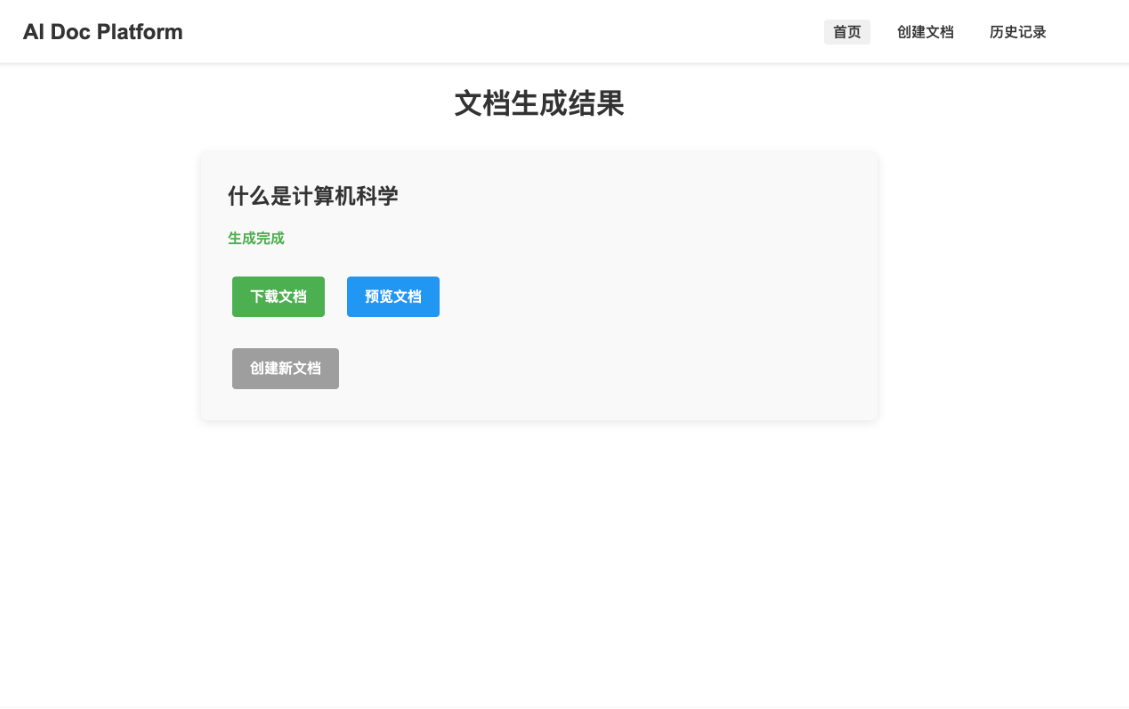 AI Doc Platform
首页 创建文档 历史记录
文档生成结果
什么是计算机科学
生成完成
下载文档 预览文档
创建新文档